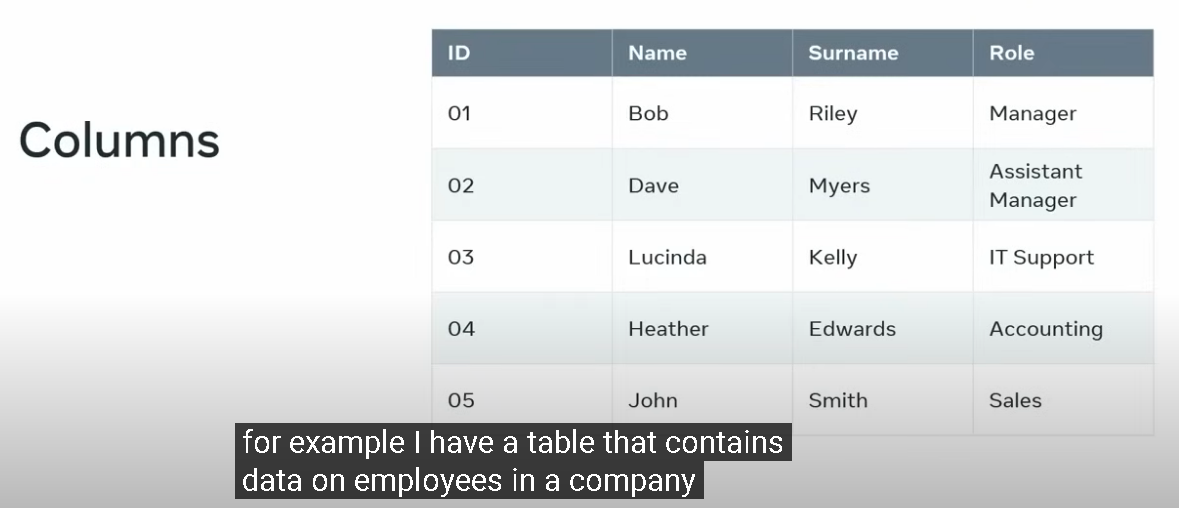 Columns
ID Name Surname Role
01 Bob Riley Manager
02 Dave Myers Assistant
Manager
03 Lucinda Kelly IT Support
04 Heather Edwards Accounting
05 John Smith Sales
for example I have a table that contains
data on employees in a company